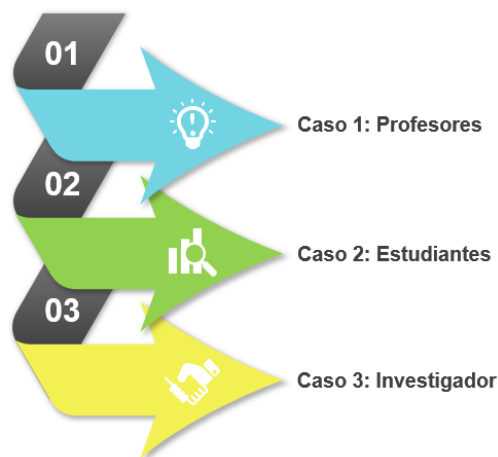 01
Caso 1: Profesores
02
Caso 2: Estudiantes
03
Caso 3: Investigador